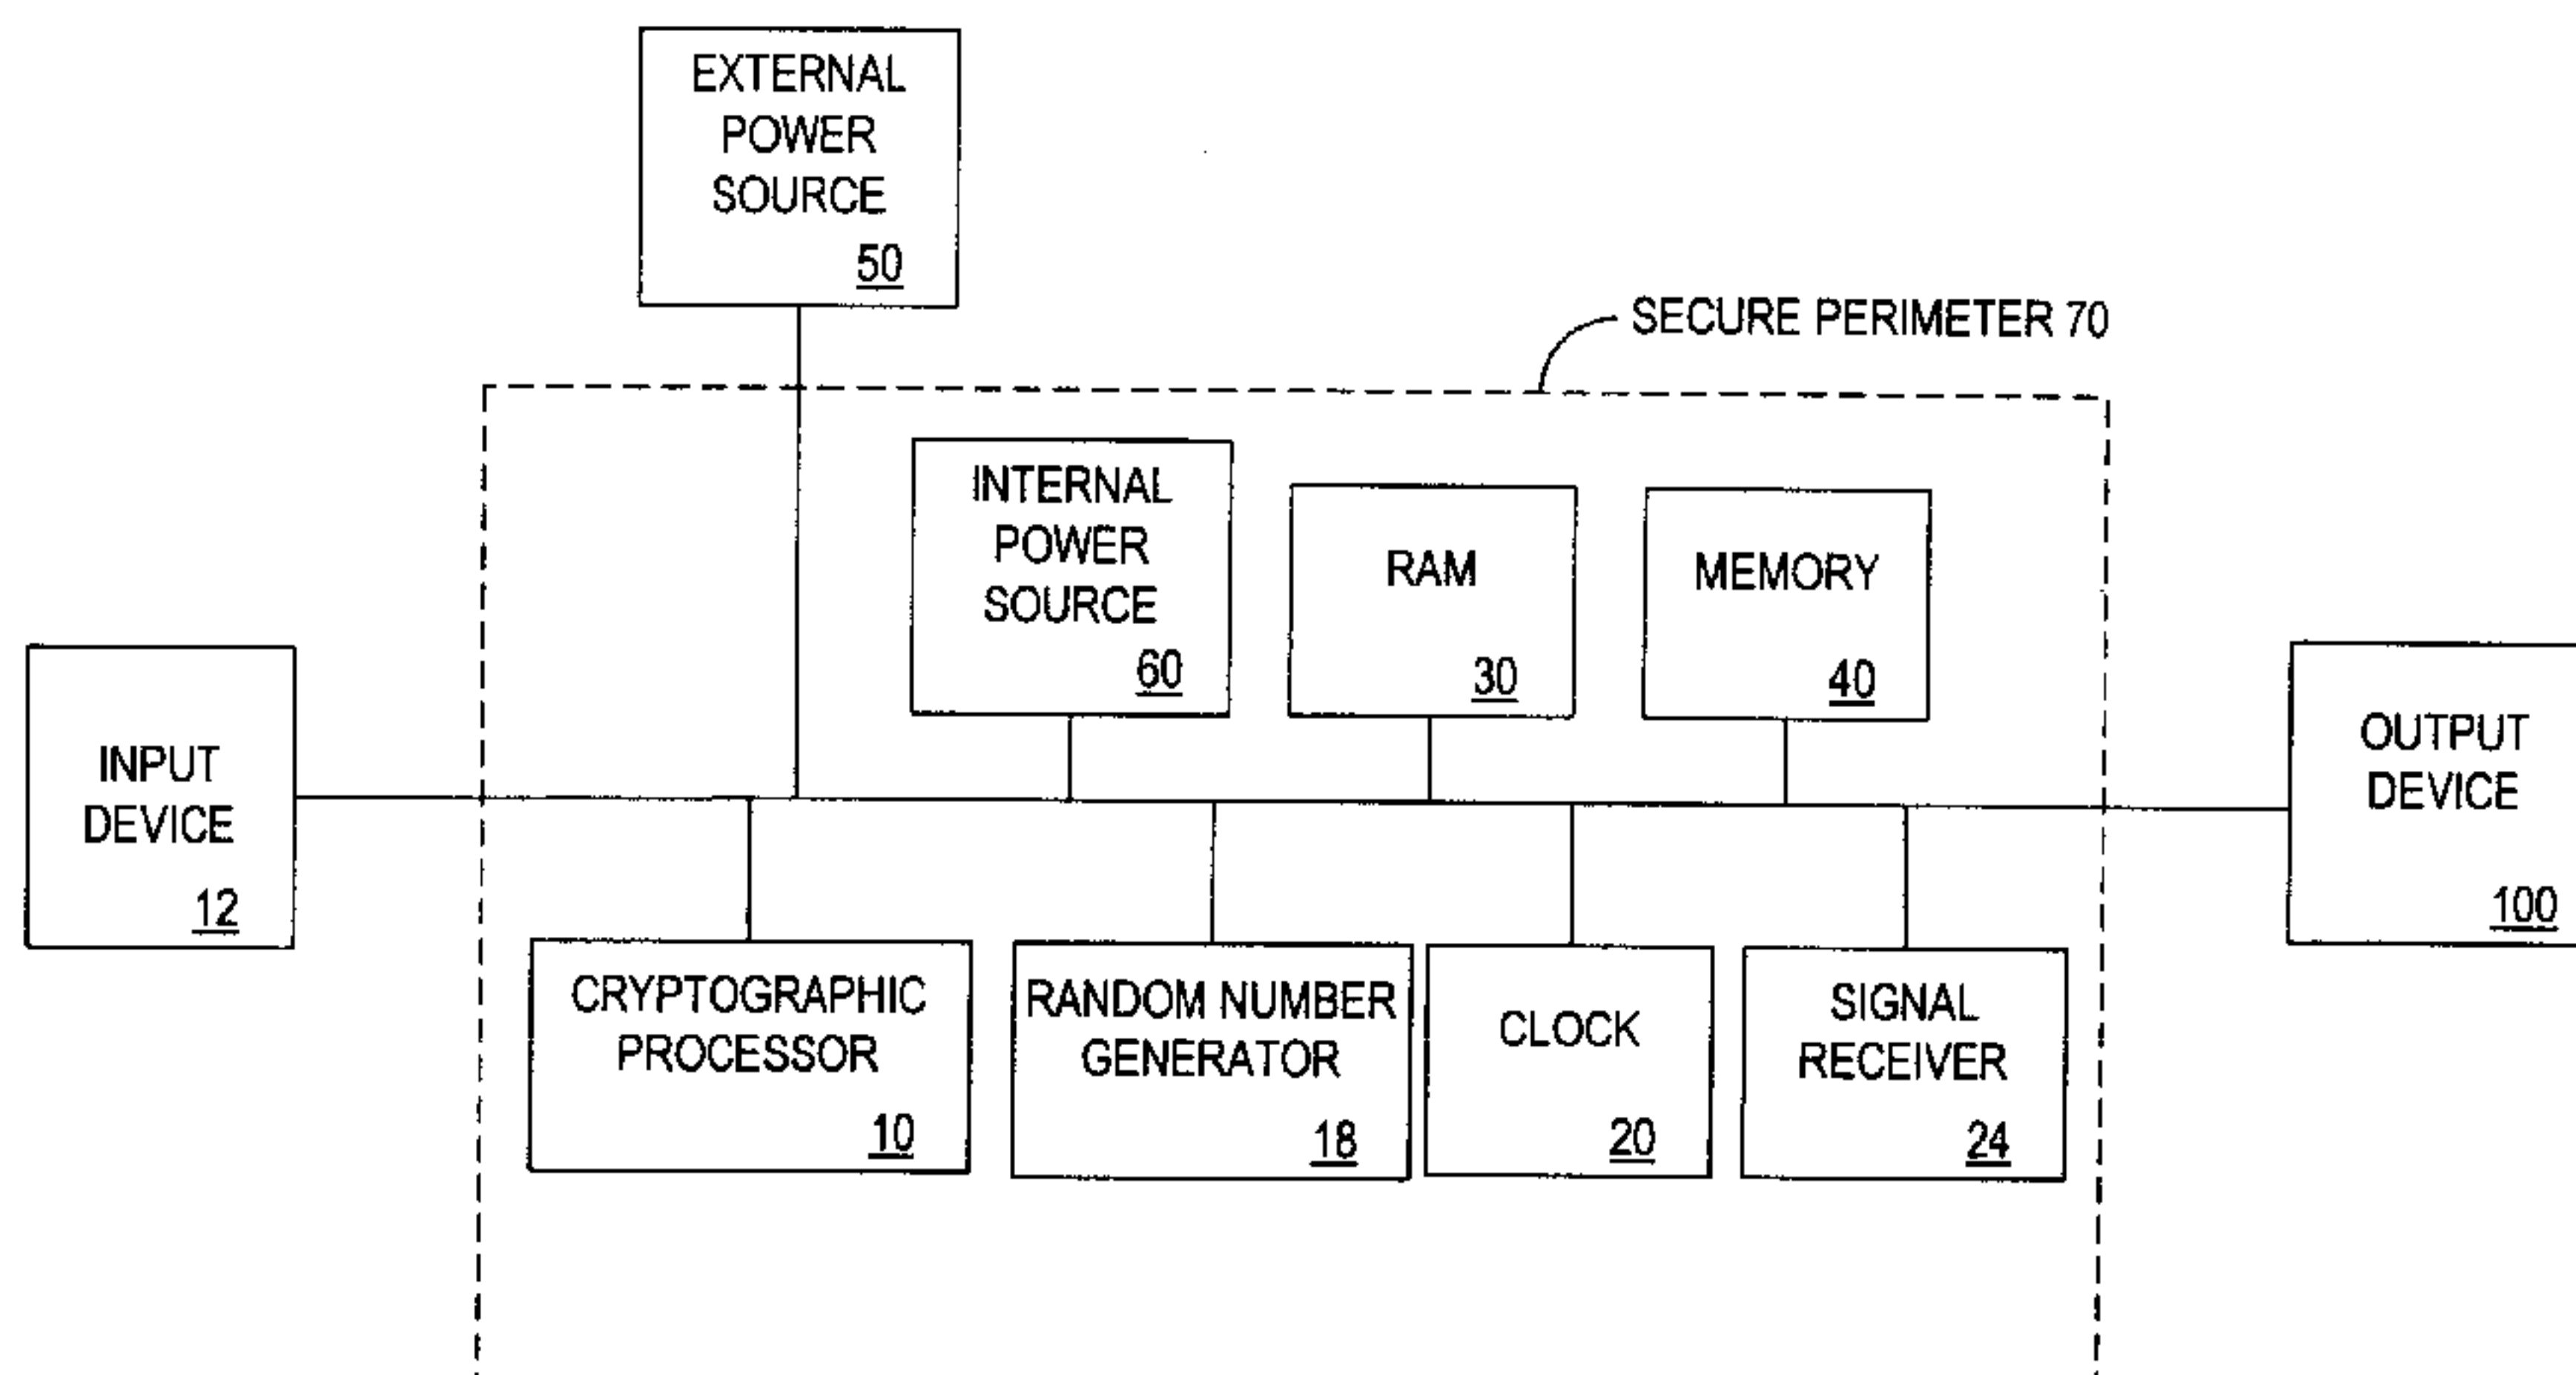 EXTERNAL
POWER
SOURCE
50
SECURE PERIMETER 70
INTERNAL
POWER
SOURCE
60
RAM
30
MEMORY
40
INPUT
DEVICE
12
OUTPUT
DEVICE
100
CRYPTOGRAPHIC
PROCESSOR
10
RANDOM NUMBER
GENERATOR
18
CLOCK
20
SIGNAL
RECEIVER
24